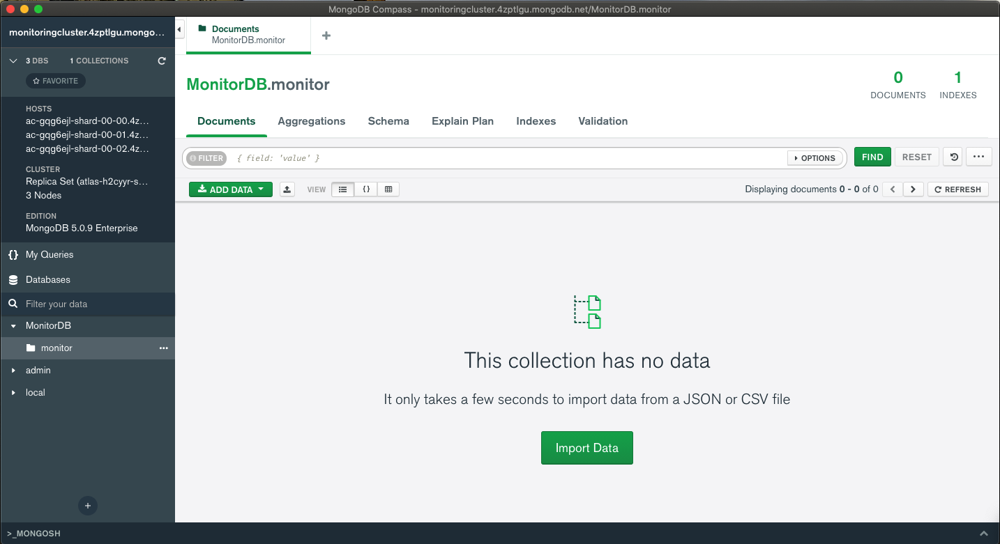 MongoDB Compass - monitoringcluster.4zptlgu.mongodb.net/MonitorDB.monitor
monitoringcluster.4zptlgu.mongo...
3 DBS 1 COLLECTIONS
FAVORITE
HOSTS
ac-gqg6ejl-shard-00-00.4z...
ac-gqg6ejl-shard-00-01.4z...
ac-gqg6ejl-shard-00-02.4z...
CLUSTER
Replica Set (atlas-h2cyyr-s...
3 Nodes
EDITION
MongoDB 5.0.9 Enterprise
{} My Queries
Databases
Filter your data
MonitorDB
monitor ...
admin
local
+
Documents
MonitorDB.monitor
+
MonitorDB.monitor
0
DOCUMENTS
1
INDEXES
Documents Aggregations Schema Explain Plan Indexes Validation
FILTER { field: 'value' } OPTIONS FIND RESET ...
ADD DATA VIEW {} Displaying documents 0 - 0 of 0 < > REFRESH
This collection has no data
It only takes a few seconds to import data from a JSON or CSV file
Import Data
>_MONGOSH